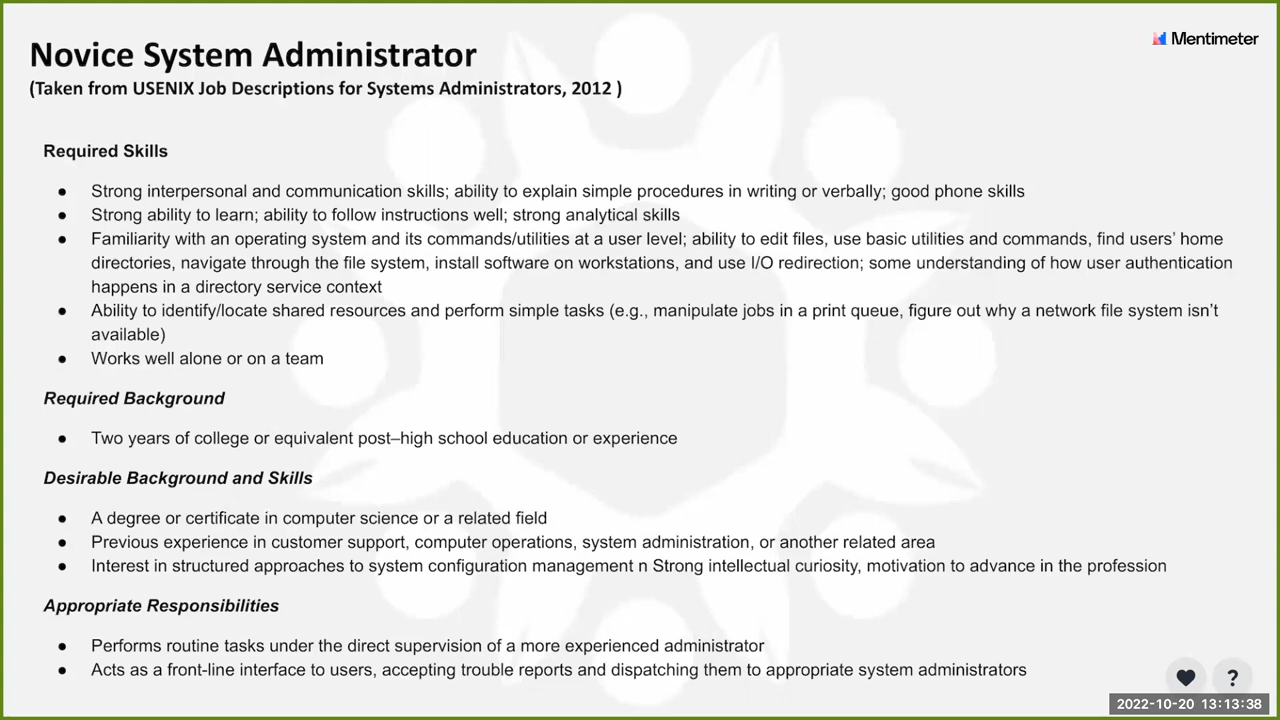 Novice System Administrator
(Taken from USENIX Job Descriptions for Systems Administrators, 2012 )
Mentimeter
Required Skills
● Strong interpersonal and communication skills; ability to explain simple procedures in writing or verbally; good phone skills
● Strong ability to learn; ability to follow instructions well; strong analytical skills
● Familiarity with an operating system and its commands/utilities at a user level; ability to edit files, use basic utilities and commands, find users’ home
directories, navigate through the file system, install software on workstations, and use I/O redirection; some understanding of how user authentication
happens in a directory service context
● Ability to identify/locate shared resources and perform simple tasks (e.g., manipulate jobs in a print queue, figure out why a network file system isn’t
available)
● Works well alone or on a team
Required Background
● Two years of college or equivalent post–high school education or experience
Desirable Background and Skills
● A degree or certificate in computer science or a related field
● Previous experience in customer support, computer operations, system administration, or another related area
● Interest in structured approaches to system configuration management n Strong intellectual curiosity, motivation to advance in the profession
Appropriate Responsibilities
● Performs routine tasks under the direct supervision of a more experienced administrator
● Acts as a front-line interface to users, accepting trouble reports and dispatching them to appropriate system administrators
?
2022-10-20 13:13:38